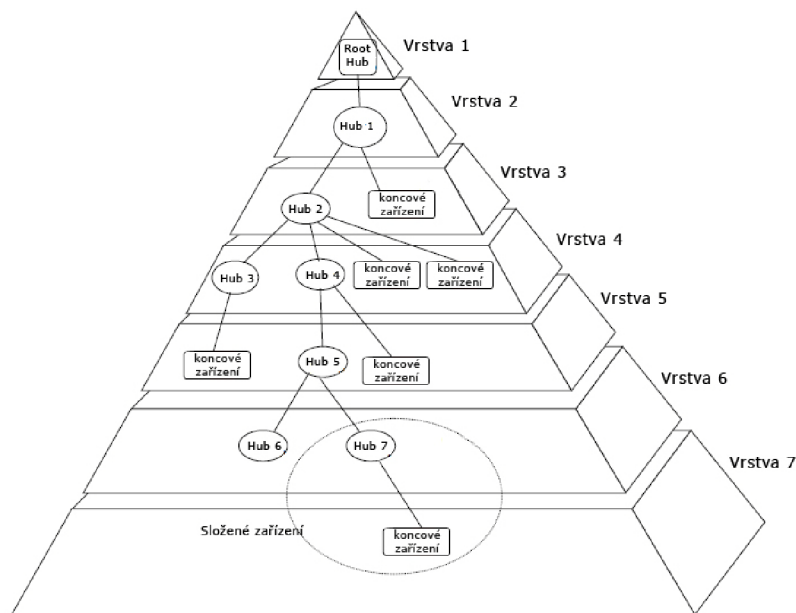 Root
Hub
Vrstva 1
Vrstva 2
Hub 1
Vrstva 3
koncové
zařízení
Hub 2
Vrstva 4
Hub 3
Hub 4
koncové
zařízení
koncové
zařízení
Vrstva 5
koncové
zařízení
Hub 5
koncové
zařízení
Vrstva 6
Hub 6
Hub 7
Vrstva 7
Složené zařízení
koncové
zařízení